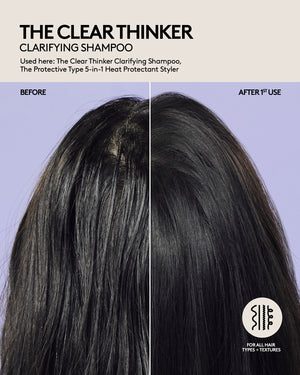 THE CLEAR THINKER
CLARIFYING SHAMPOO
Used here: The Clear Thinker Clarifying Shampoo,
The Protective Type 5-in-1 Heat Protectant Styler
BEFORE
AFTER 1ST USE
FOR ALL HAIR
TYPES + TEXTURES